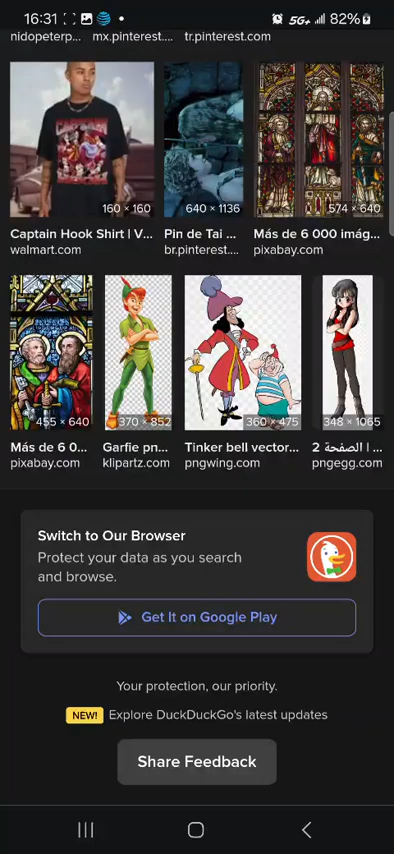 16:31 5G+ 82%
nidopeterp... mx.pinterest.... tr.pinterest.com
160 × 160 640 × 1136 574 × 640
Captain Hook Shirt | V... Pin de Tai ... Más de 6 000 imág...
walmart.com br.pinterest.... pixabay.com
455 × 640 370 × 852 360 × 475 348 × 1065
Más de 6 0... Garfie pn... Tinker bell vector... الصفحة 2 | ...
pixabay.com klipartz.com pngwing.com pngegg.com
Switch to Our Browser
Protect your data as you search
and browse.
Get It on Google Play
Your protection, our priority.
NEW! Explore DuckDuckGo's latest updates
Share Feedback